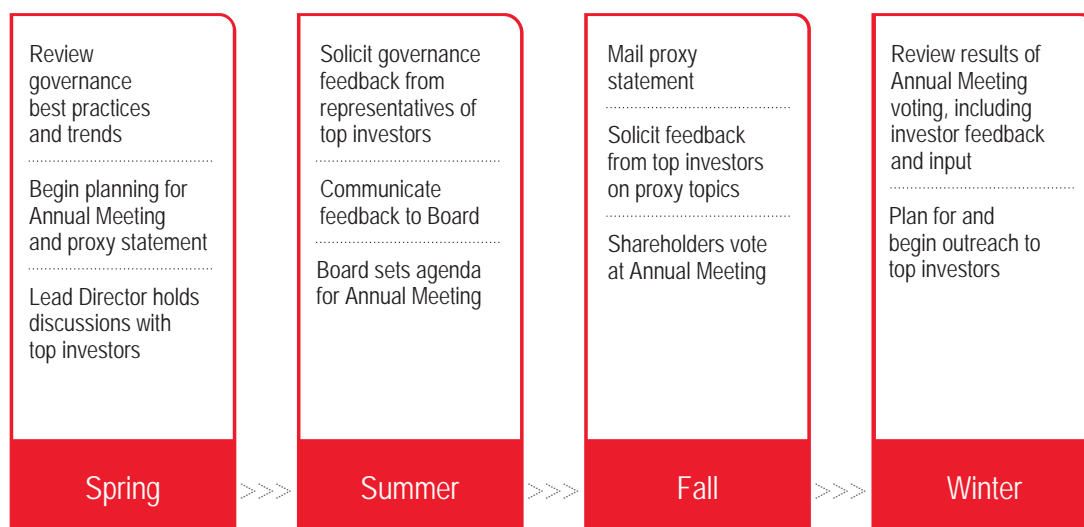 Review
governance
best practices
and trends
Begin planning for
Annual Meeting
and proxy statement
Lead Director holds
discussions with
top investors
Spring
>>>
Solicit governance
feedback from
representatives of
top investors
Communicate
feedback to Board
Board sets agenda
for Annual Meeting
Summer
>>>
Mail proxy
statement
Solicit feedback
from top investors
on proxy topics
Shareholders vote
at Annual Meeting
Fall
>>>
Review results of
Annual Meeting
voting, including
investor feedback
and input
Plan for and
begin outreach to
top investors
Winter